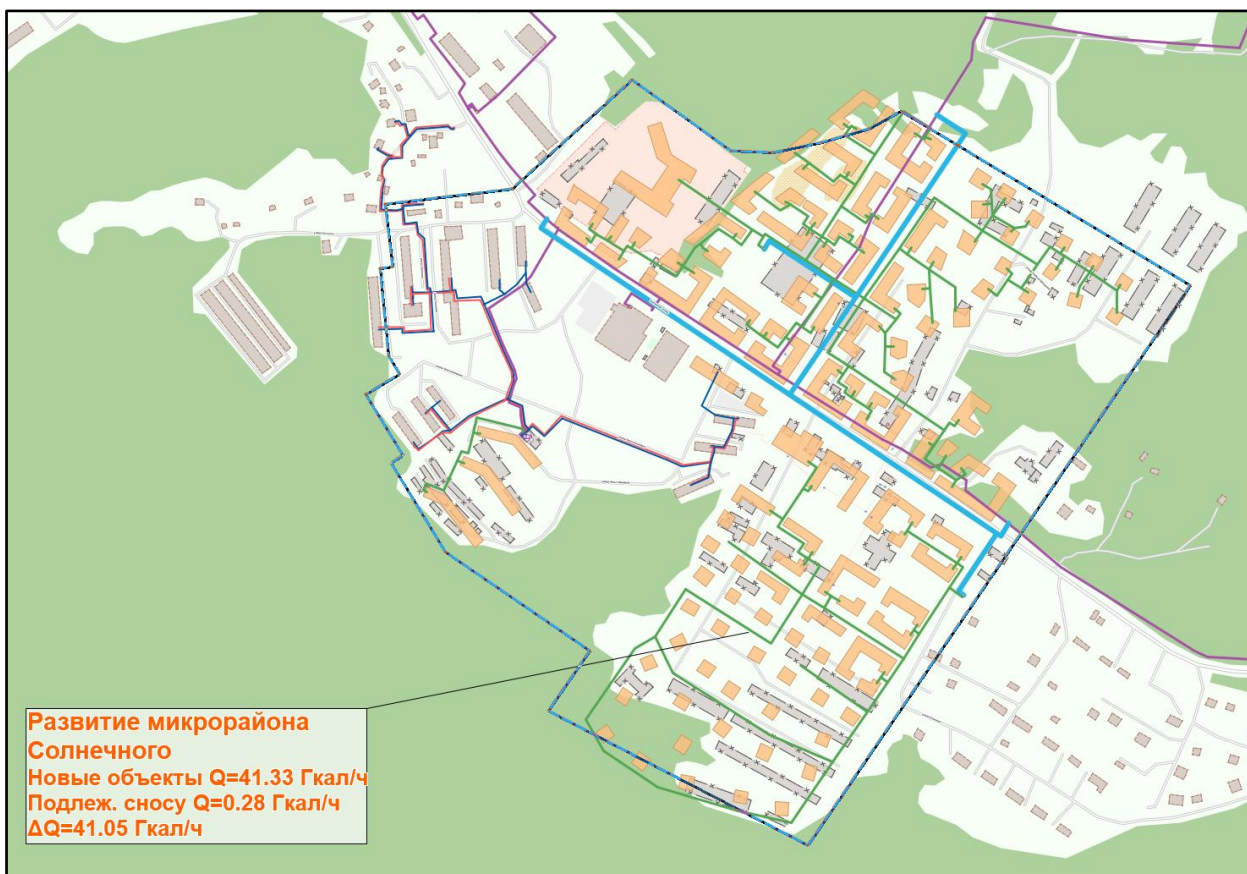 Развитие микрорайона
Солнечного
Новые объекты Q=41.33 Гкал/ч
Подлеж. сносу Q=0.28 Гкал/ч
ΔQ=41.05 Гкал/ч